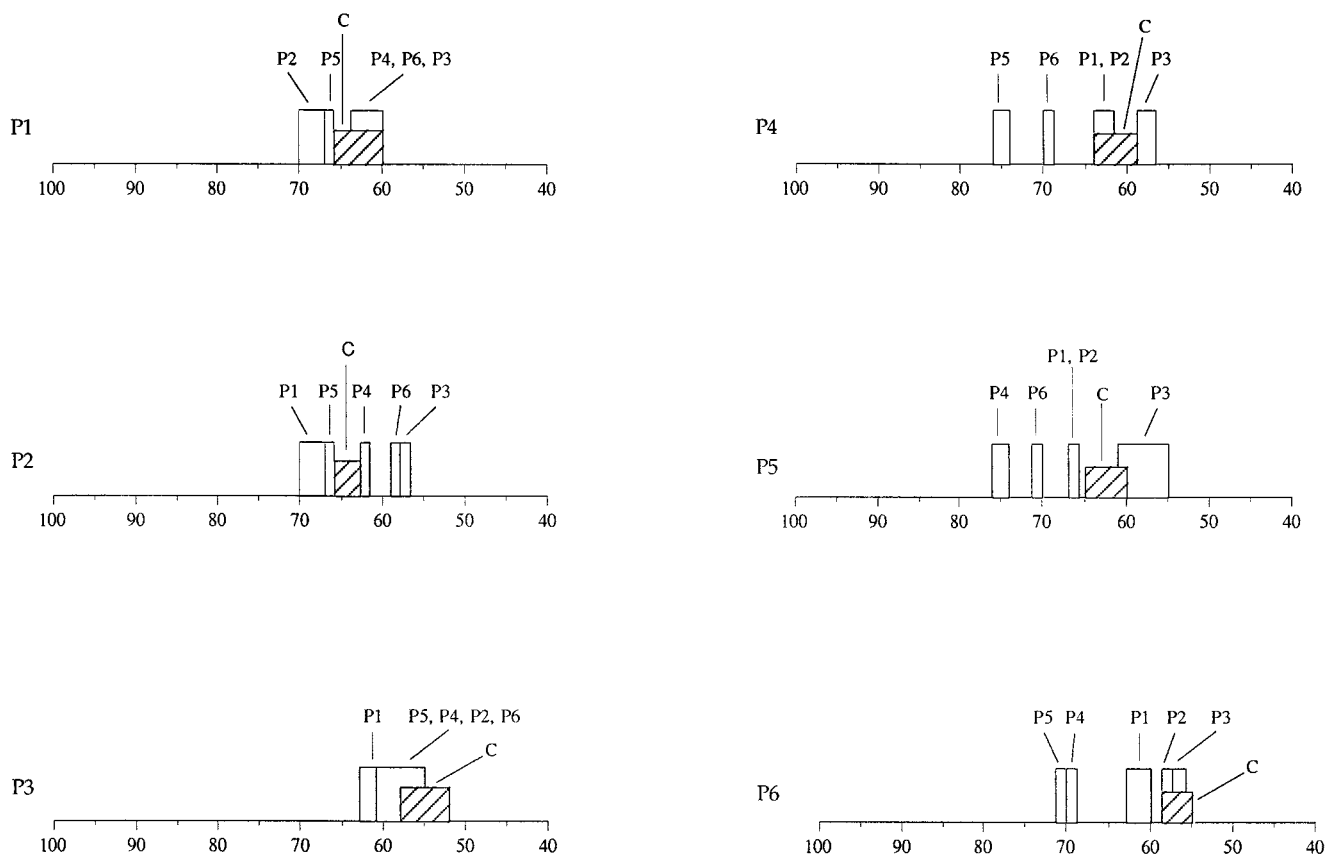 C
P2 P5 P4, P6, P3
P1
100 90 80 70 60 50 40
C
P5 P6 P1, P2 P3
P4
100 90 80 70 60 50 40
C
P1 P5 P4 P6 P3
P2
100 90 80 70 60 50 40
P1, P2
P4 P6 C P3
P5
100 90 80 70 60 50 40
P1 P5, P4, P2, P6
C
P3
100 90 80 70 60 50 40
P5 P4 P1 P2 P3
C
P6
100 90 80 70 60 50 40